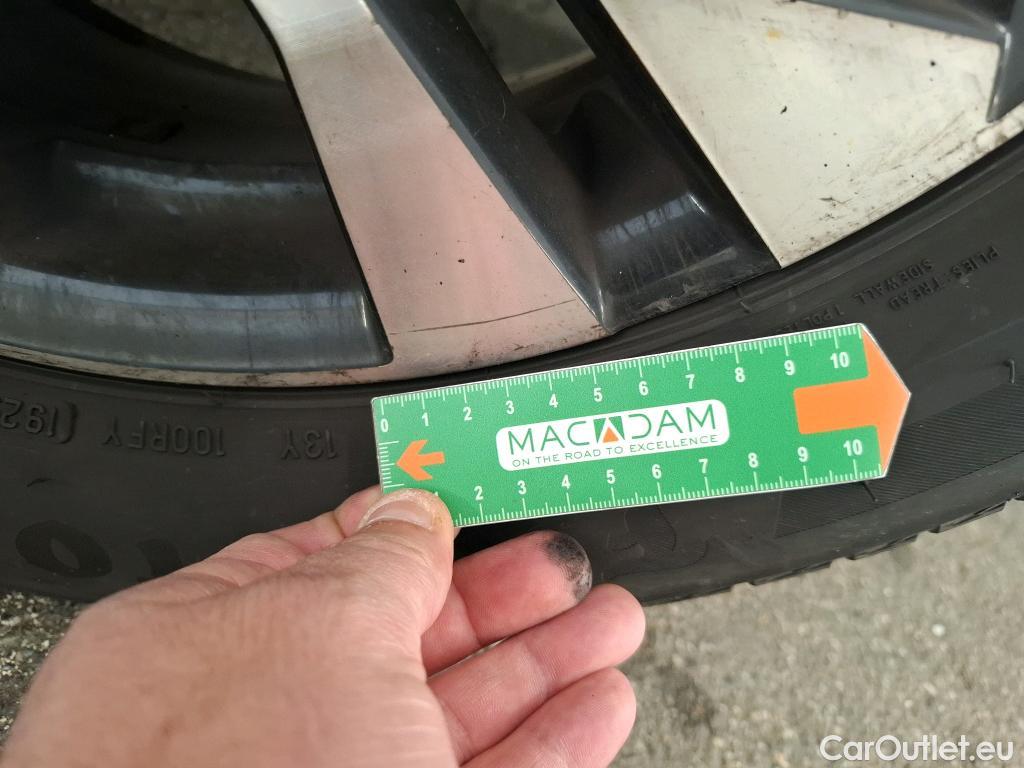 PLIES: TREAD
SIDEWALL
0 1 2 3 4 5 6 7 8 9 10
MACADAM
ON THE ROAD TO EXCELLENCE
2 3 4 5 6 7 8 9 10
13Y 100RFY (192
CarOutlet.eu